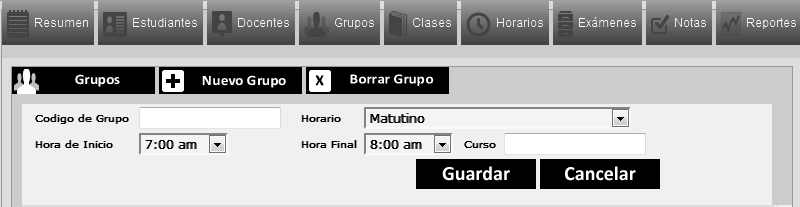 Resumen Estudiantes Docentes Grupos Clases Horarios Exámenes Notas Reportes
Grupos Nuevo Grupo X Borrar Grupo
Codigo de Grupo Horario Matutino
Hora de Inicio 7:00 am Hora Final 8:00 am Curso
Guardar Cancelar